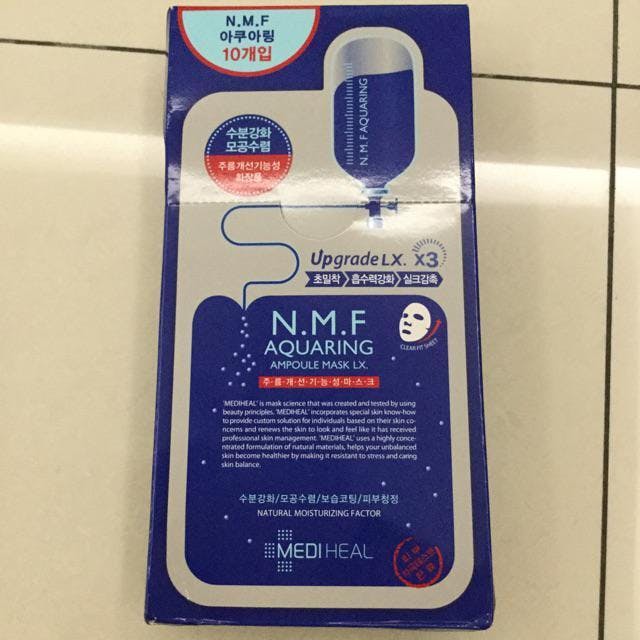 N.M.F
아쿠아링
10개입
N.M.F AQUARING
수분강화
모공수렴
주름개선기능성
화장품
Upgrade LX. x3
초밀착 흡수력강화 실크감촉
N.M.F
AQUARING
AMPOULE MASK LX.
주·름·개·선·기·능·성·마·스·크
CLEAR FIT SHEET
'MEDIHEAL' is mask science that was created and tested by using
beauty principles. 'MEDIHEAL' incorporates special skin know-how
to provide custom solution for individuals based on their skin co-
ncerns and renews the skin to look and feel like it has received
professional skin management. 'MEDIHEAL' uses a highly conce-
ntrated formulation of natural materials, helps your unbalanced
skin become healthier by making it resistant to stress and caring
skin balance.
수분강화/모공수렴/보습코팅/피부청정
NATURAL MOISTURIZING FACTOR
MEDIHEAL